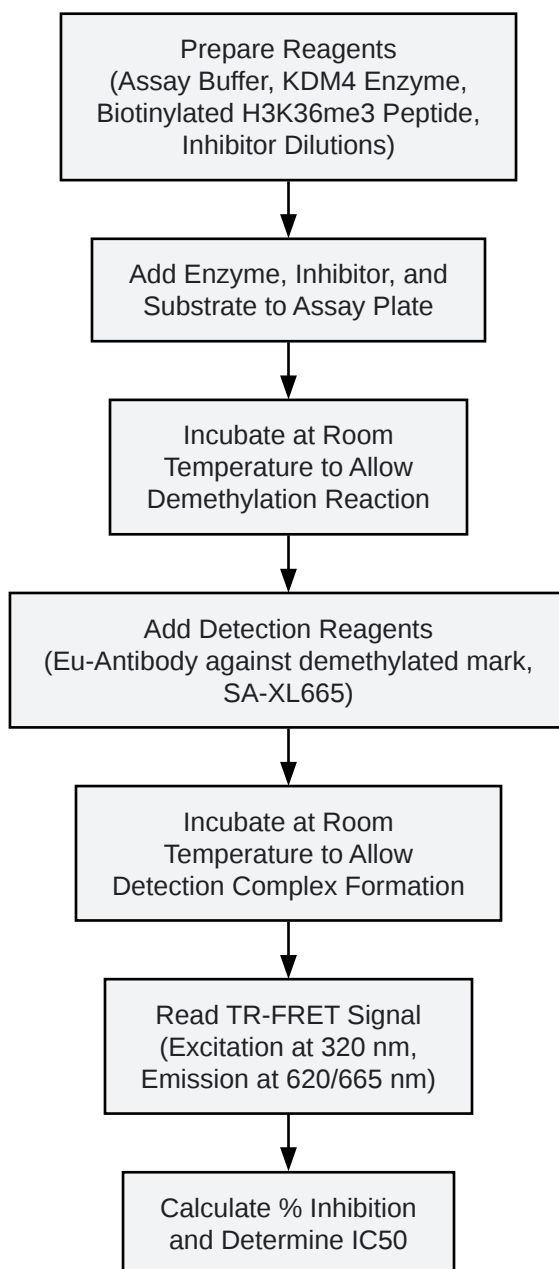 Prepare Reagents
(Assay Buffer, KDM4 Enzyme,
Biotinylated H3K36me3 Peptide,
Inhibitor Dilutions)
Add Enzyme, Inhibitor, and
Substrate to Assay Plate
Incubate at Room
Temperature to Allow
Demethylation Reaction
Add Detection Reagents
(Eu-Antibody against demethylated mark,
SA-XL665)
Incubate at Room
Temperature to Allow
Detection Complex Formation
Read TR-FRET Signal
(Excitation at 320 nm,
Emission at 620/665 nm)
Calculate % Inhibition
and Determine IC50